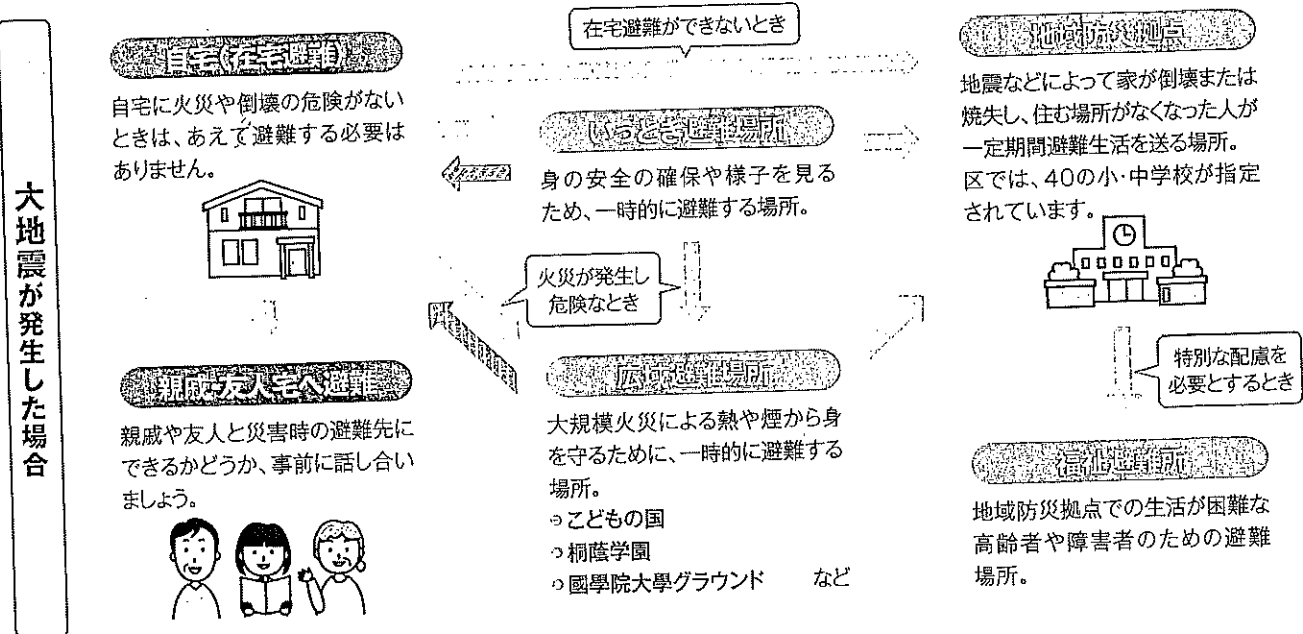 大地震が発生した場合
自宅(在宅避難)
自宅に火災や倒壊の危険がない
ときは、あえて避難する必要は
ありません。
親戚・友人宅へ避難
親戚や友人と災害時の避難先に
できるかどうか、事前に話し合い
ましょう。
在宅避難ができないとき
いっとき避難場所
身の安全の確保や様子を見る
ため、一時的に避難する場所。
火災が発生し
危険なとき
広域避難場所
大規模火災による熱や煙から身
を守るために、一時的に避難する
場所。
こどもの国
桐蔭学園
國學院大學グラウンド など
地域防災拠点
地震などによって家が倒壊または
焼失し、住む場所がなくなった人が
一定期間避難生活を送る場所。
区では、40の小・中学校が指定
されています。
特別な配慮を
必要とするとき
福祉避難所
地域防災拠点での生活が困難な
高齢者や障害者のための避難
場所。